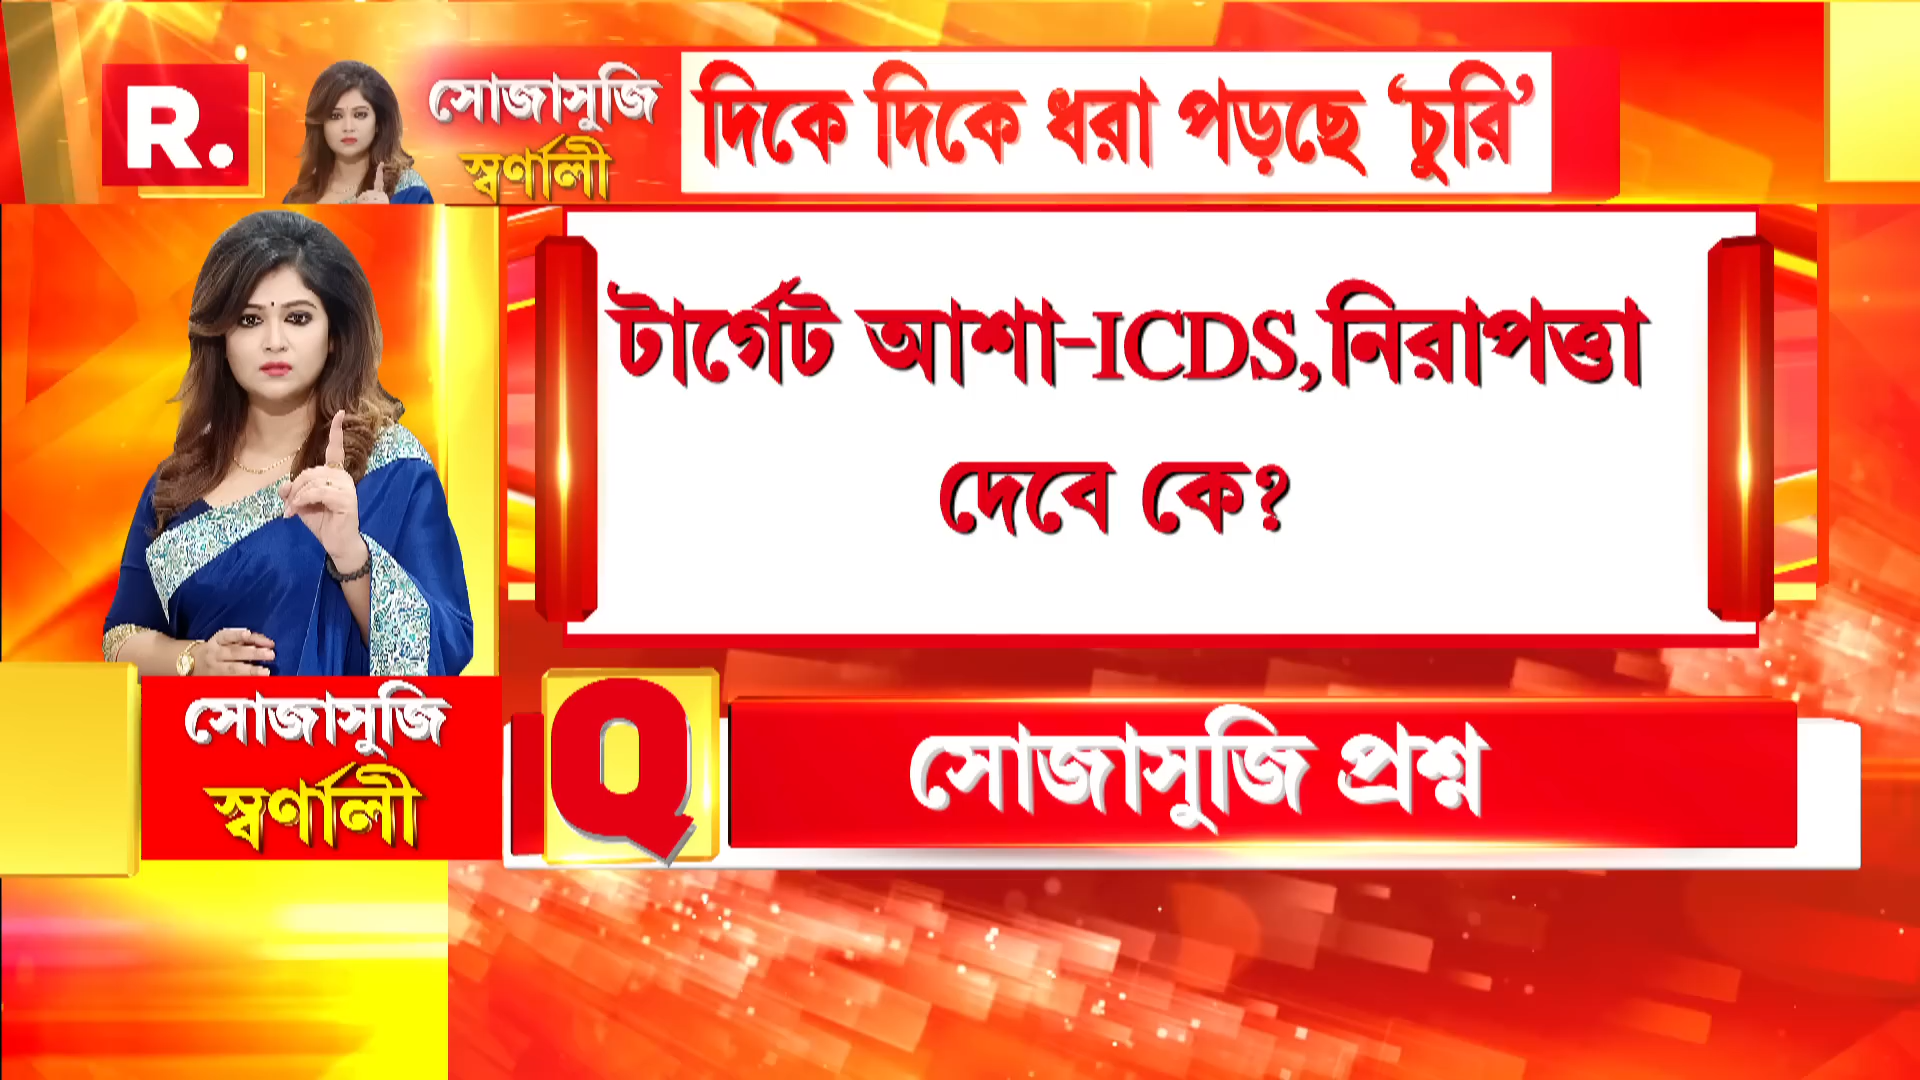 R.
সোজাসুজি
স্বর্ণালী
দিকে দিকে ধরা পড়ছে ‘চুরি’
টার্গেট আশা-ICDS,নিরাপত্তা
দেবে কে?
সোজাসুজি
স্বর্ণালী
Q
সোজাসুজি প্রশ্ন